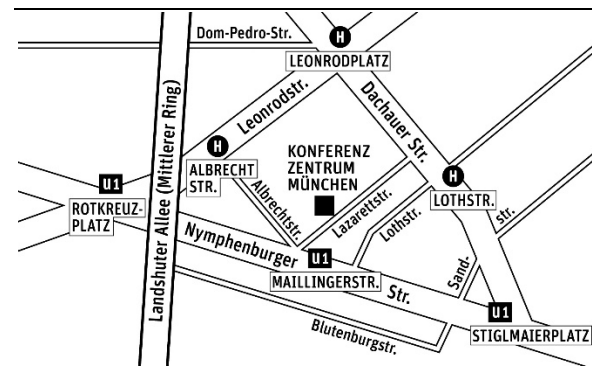 Dom-Pedro-Str.
H
LEONRODPLATZ
Landshuter Allee (Mittlerer Ring)
Leonrodstr.
Dachauer Str.
H
ALBRECHT
STR.
KONFERENZ
ZENTRUM
MÜNCHEN
H
LOTHSTR.
U1
ROTKREUZ-
PLATZ
Albrechtstr.
Lazarettstr.
Lothstr.
Sand-
str.
Nymphenburger
Str.
U1
MAILLINGERSTR.
U1
STIGLMAIERPLATZ
Blutenburgstr.